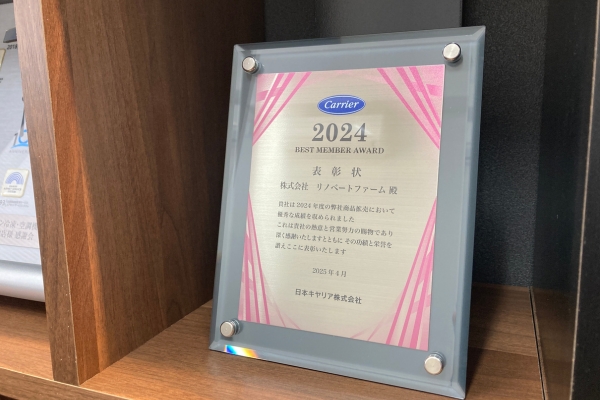 Carrier
2024
BEST MEMBER AWARD
表彰状
株式会社 リノベートファーム 殿
貴社は2024年度の弊社商品拡売において
優秀な成績を収められました
これは貴社の熱意と営業努力の賜物であり
深く感謝いたしますとともに その功績と栄誉を
讃えここに表彰いたします
2025年4月
日本キヤリア株式会社